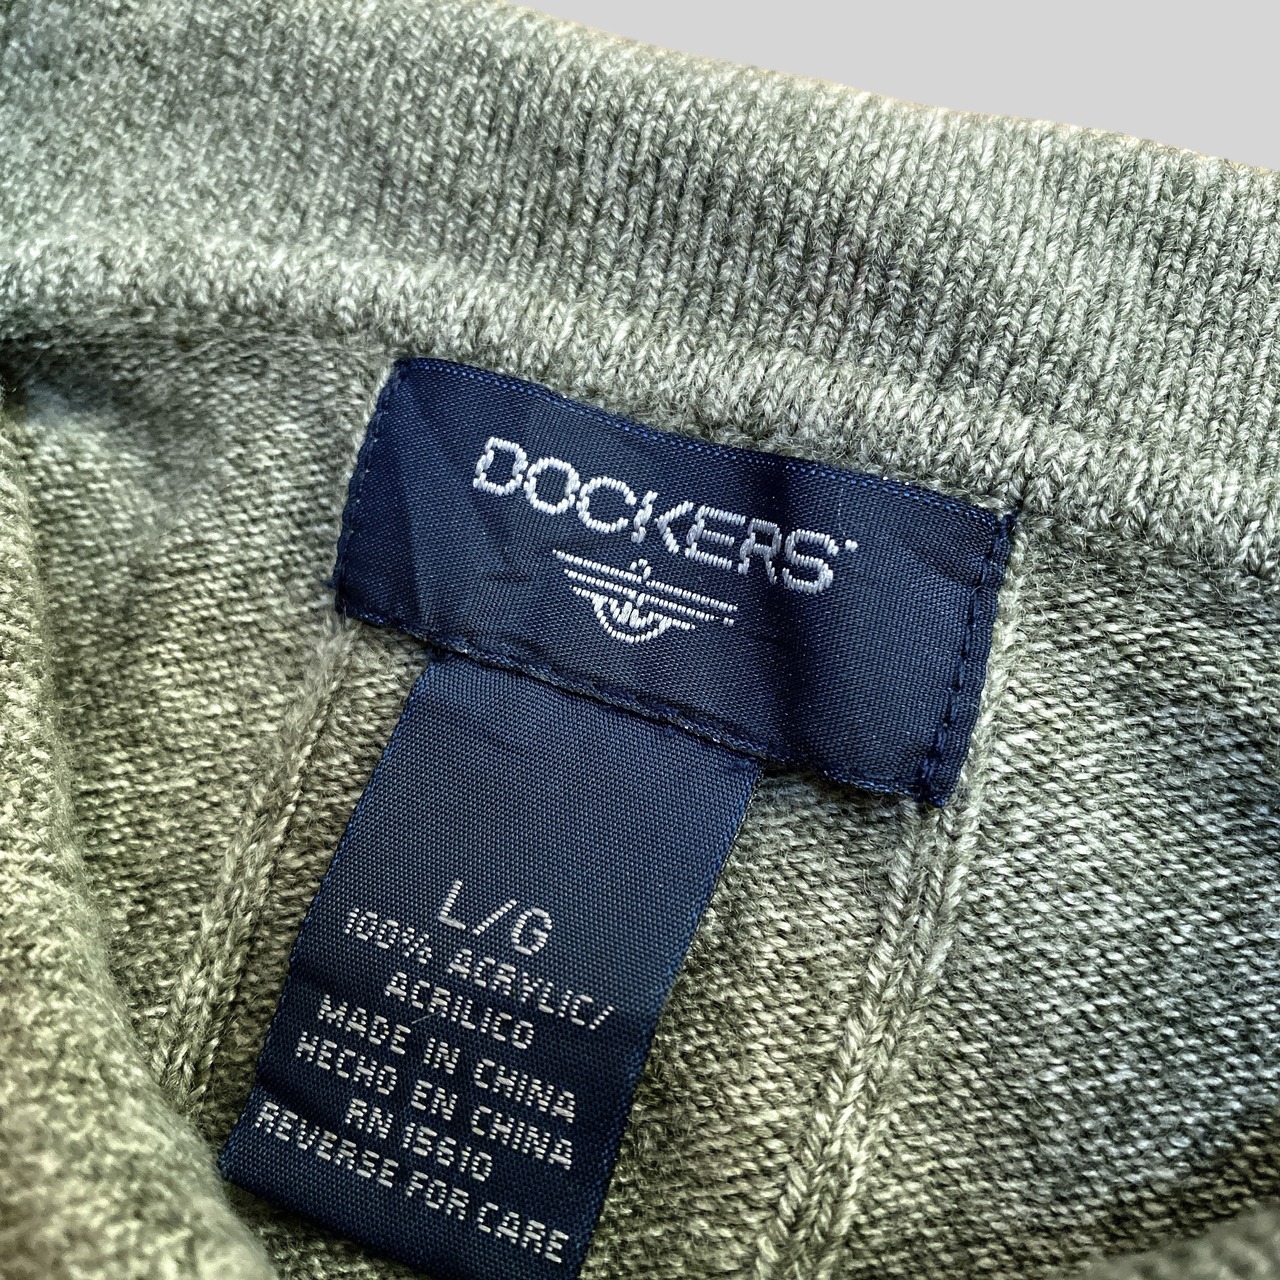 DOCKERS
L/G
100% ACRYLIC/
ACRILICO
MADE IN CHINA
HECHO EN CHINA
RN 15610
REVERSE FOR CARE